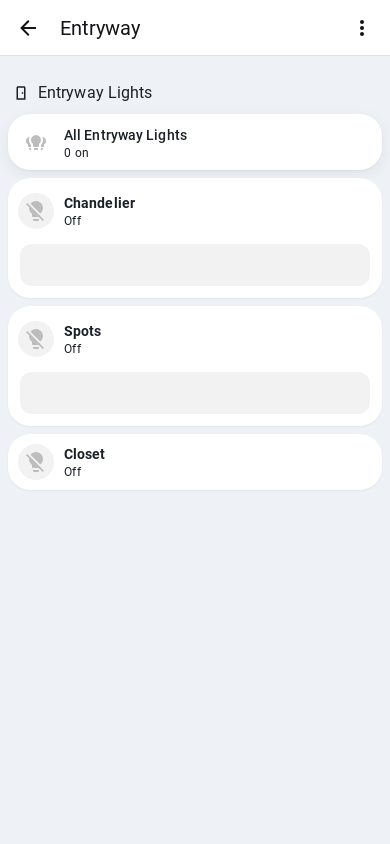 Entryway
Entryway Lights
All Entryway Lights
0 on
Chandelier
Off
Spots
Off
Closet
Off